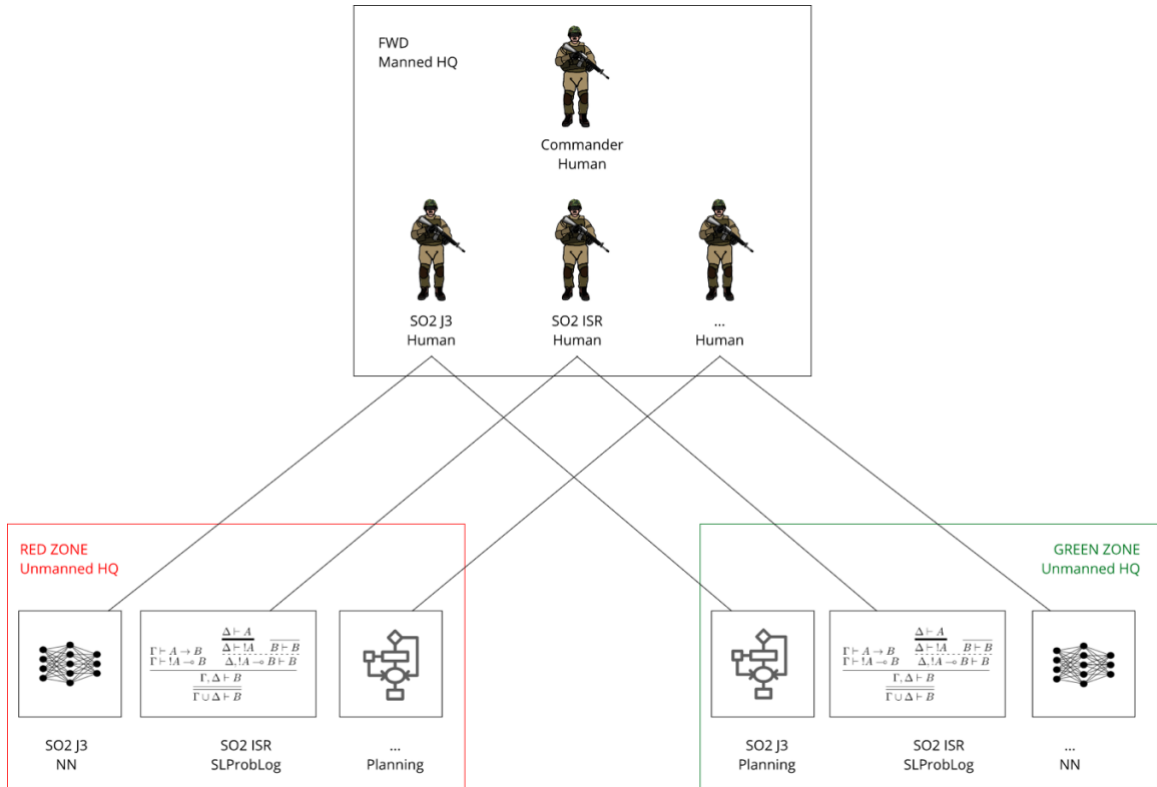 FWD
Manned HQ
Commander
Human
SO2 J3
Human
SO2 ISR
Human
...
Human
RED ZONE
Unmanned HQ
GREEN ZONE
Unmanned HQ
Δ ⊢ A
Γ ⊢ A → B
Δ ⊢ !A
B ⊢ B
Γ ⊢ !A ⊸ B
Δ, !A ⊸ B ⊢ B
Γ, Δ ⊢ B
Γ ∪ Δ ⊢ B
SO2 J3
NN
SO2 ISR
SLProbLog
...
Planning
Δ ⊢ A
Γ ⊢ A → B
Δ ⊢ !A
B ⊢ B
Γ ⊢ !A ⊸ B
Δ, !A ⊸ B ⊢ B
Γ, Δ ⊢ B
Γ ∪ Δ ⊢ B
SO2 J3
Planning
SO2 ISR
SLProbLog
...
NN